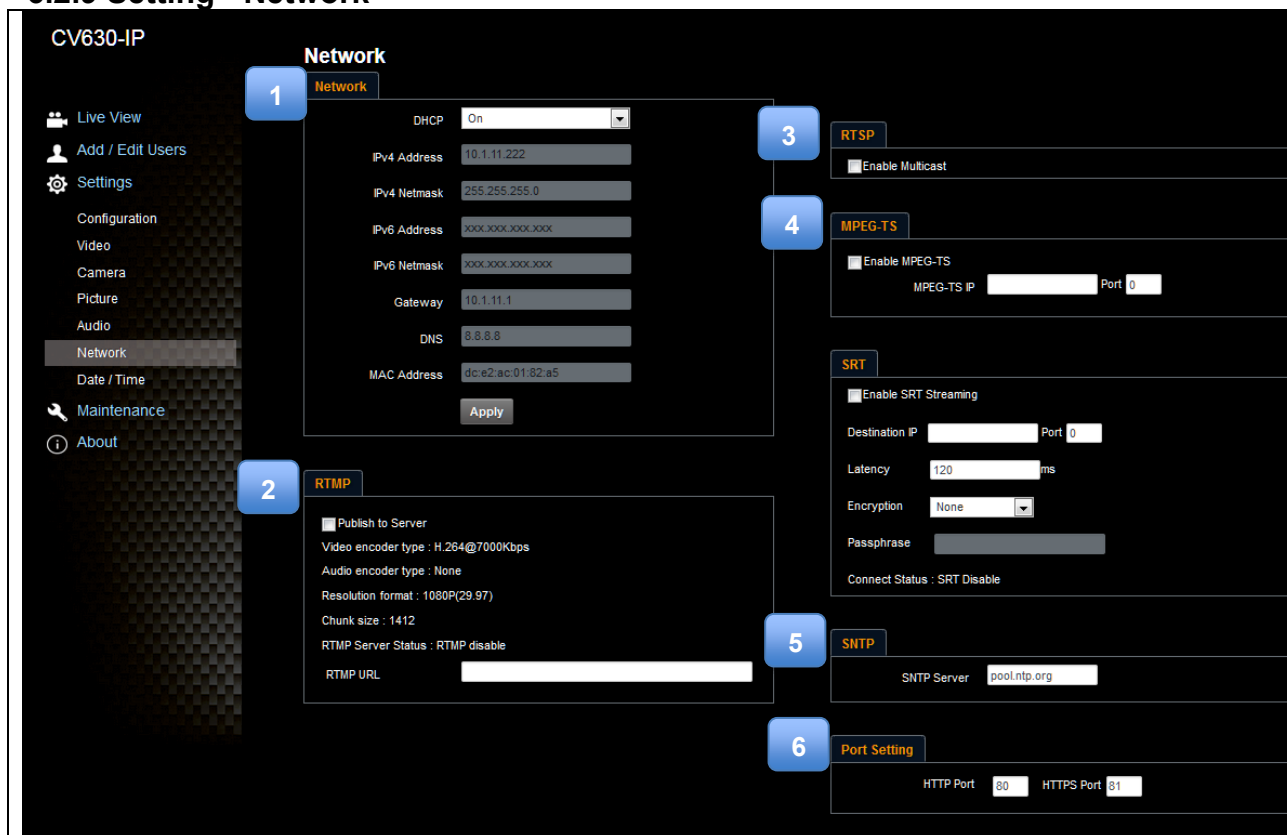 CV630-IP
Live View
Add / Edit Users
Settings
Configuration
Video
Camera
Picture
Audio
Network
Date / Time
Maintenance
About
Network
1
Network
DHCP On
IPv4 Address 10.1.11.222
IPv4 Netmask 255.255.255.0
IPv6 Address xxx.xxx.xxx.xxx
IPv6 Netmask xxx.xxx.xxx.xxx
Gateway 10.1.11.1
DNS 8.8.8.8
MAC Address dc:e2:ac:01:82:a5
Apply
2
RTMP
Publish to Server
Video encoder type : H.264@7000Kbps
Audio encoder type : None
Resolution format : 1080P(29.97)
Chunk size : 1412
RTMP Server Status : RTMP disable
RTMP URL
3
RTSP
Enable Multicast
4
MPEG-TS
Enable MPEG-TS
MPEG-TS IP Port 0
SRT
Enable SRT Streaming
Destination IP Port 0
Latency 120 ms
Encryption None
Passphrase
Connect Status : SRT Disable
5
SNTP
SNTP Server pool.ntp.org
6
Port Setting
HTTP Port 80 HTTPS Port 81